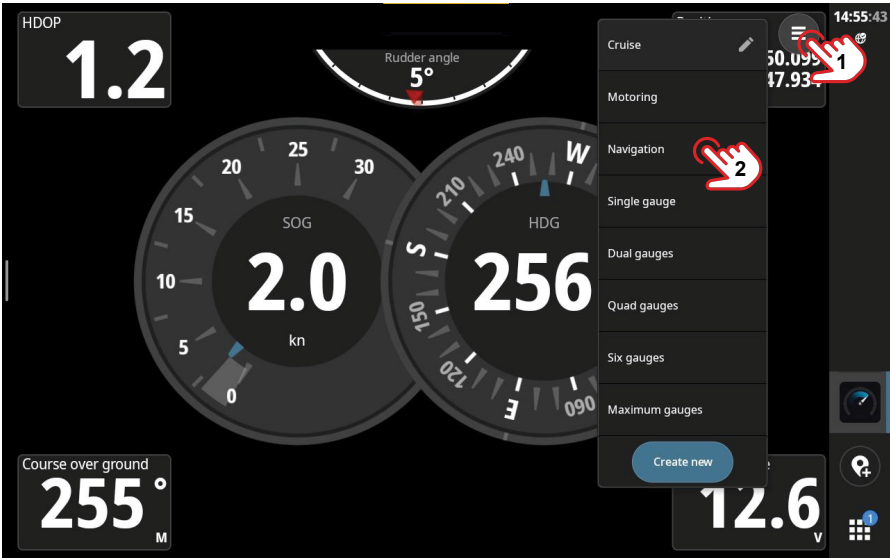 HDOP
1.2
Rudder angle
5°
14:55:43
50.099
47.934
1
Cruise
Motoring
Navigation
2
Single gauge
Dual gauges
Quad gauges
Six gauges
Maximum gauges
Create new
0
5
10
15
20
25
30
SOG
2.0
kn
E
120
150
S
210
240
W
060
HDG
256
Course over ground
255°
M
12.6
V
1